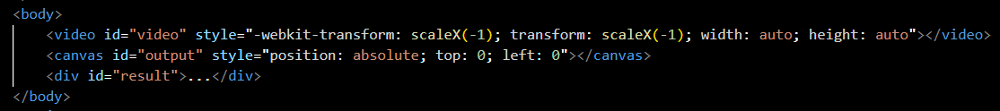 <body>
<video id="video" style="-webkit-transform: scaleX(-1); transform: scaleX(-1); width: auto; height: auto"></video>
<canvas id="output" style="position: absolute; top: 0; left: 0"></canvas>
<div id="result">...</div>
</body>